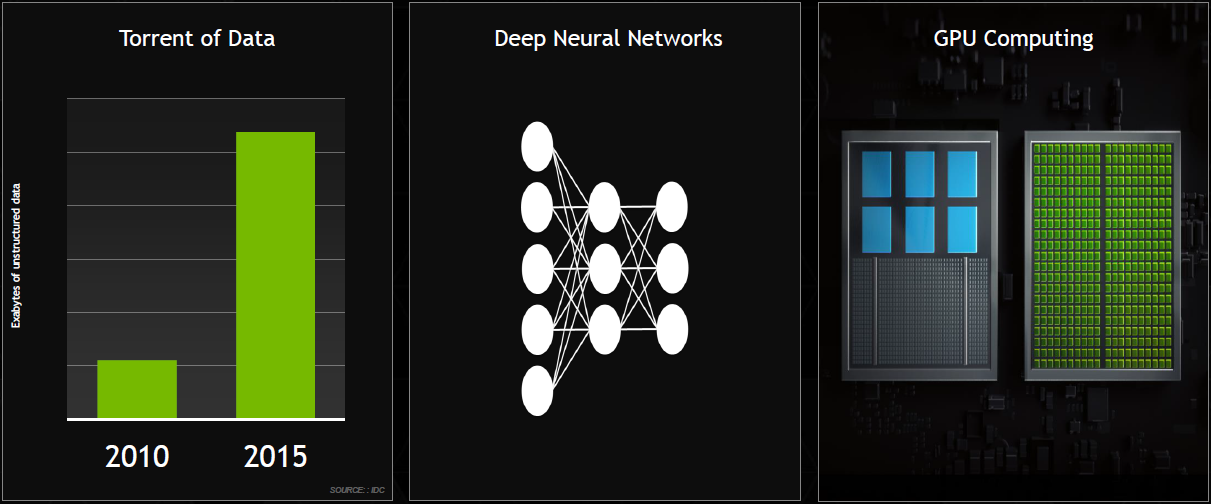 Torrent of Data
Exabytes of unstructured data
2010
2015
SOURCE: : IDC
Deep Neural Networks
GPU Computing